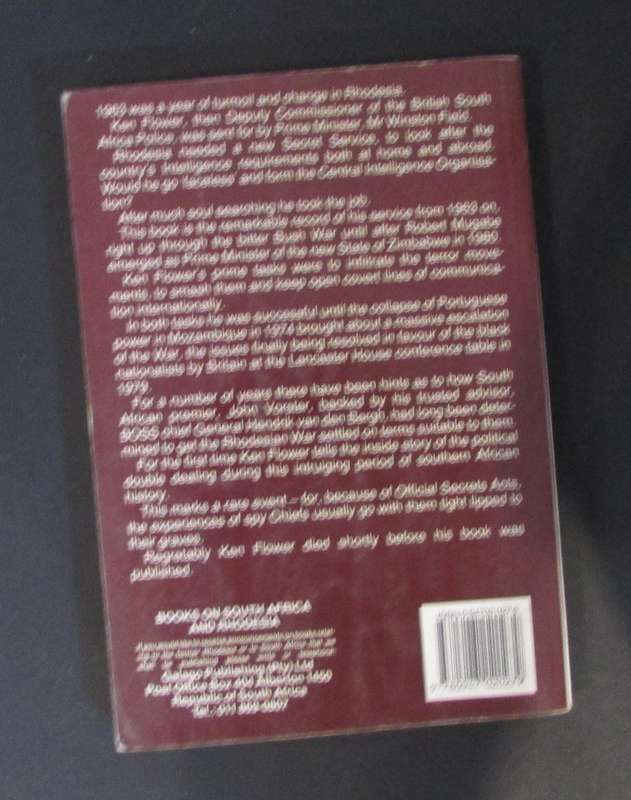 1963 was a year of turmoil and change in Rhodesia.
Ken Flower, then Deputy Commissioner of the British South
Africa Police, was sent for by Prime Minister, Mr Winston Field.
Rhodesia needed a new Secret Service, to look after the
country's intelligence requirements both at home and abroad.
Would he go 'faceless' and form the Central Intelligence Organisa-
tion?
After much soul searching he took the job.
This book is the remarkable record of his service from 1963 on,
right up through the bitter Bush War until after Robert Mugabe
emerged as Prime Minister of the new State of Zimbabwe in 1980.
Ken Flower's prime tasks were to infiltrate the terror move-
ments, to smash them and keep open covert lines of communica-
tion internationally.
In both tasks he was successful until the collapse of Portuguese
power in Mozambique in 1974 brought about a massive escalation
of the War, the issues finally being resolved in favour of the black
nationalists by Britain at the Lancaster House conference table in
1979.
For a number of years there have been hints as to how South
African premier, John Vorster, backed by his trusted advisor,
BOSS chief General Hendrik van den Bergh, had long been deter-
mined to get the Rhodesian War settled on terms suitable to them.
For the first time Ken Flower tells the inside story of the political
double dealing during this intriguing period of southern African
history.
This marks a rare event – for, because of Official Secrets Acts,
the experiences of spy Chiefs usually go with them tight lipped to
their graves.
Regretably Ken Flower died shortly before his book was
published.
BOOKS ON SOUTH AFRICA
AND RHODESIA
Galago Publishing (Pty) Ltd
Post Office Box 404 Alberton 1450
Republic of South Africa
Tel.: 011